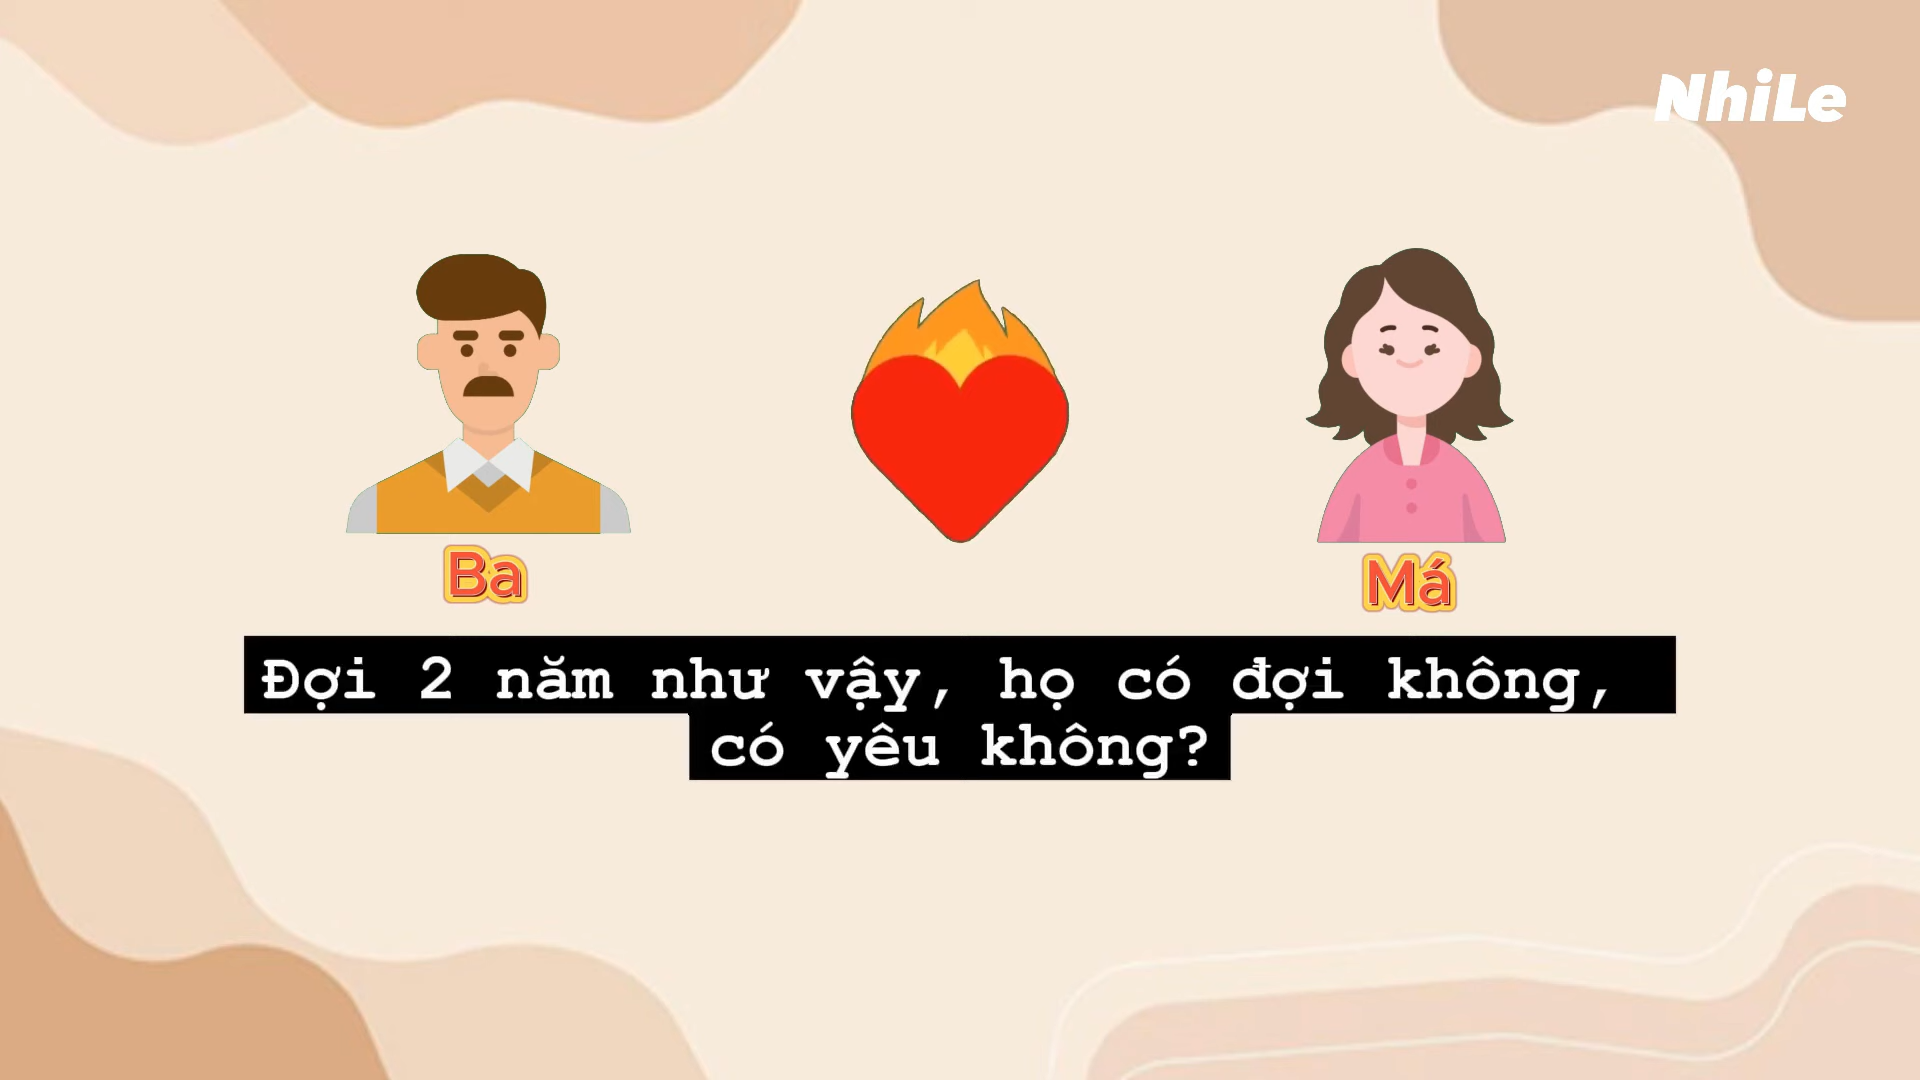 NhiLe
Ba
Má
Đợi 2 năm như vậy, họ có đợi không,
có yêu không?